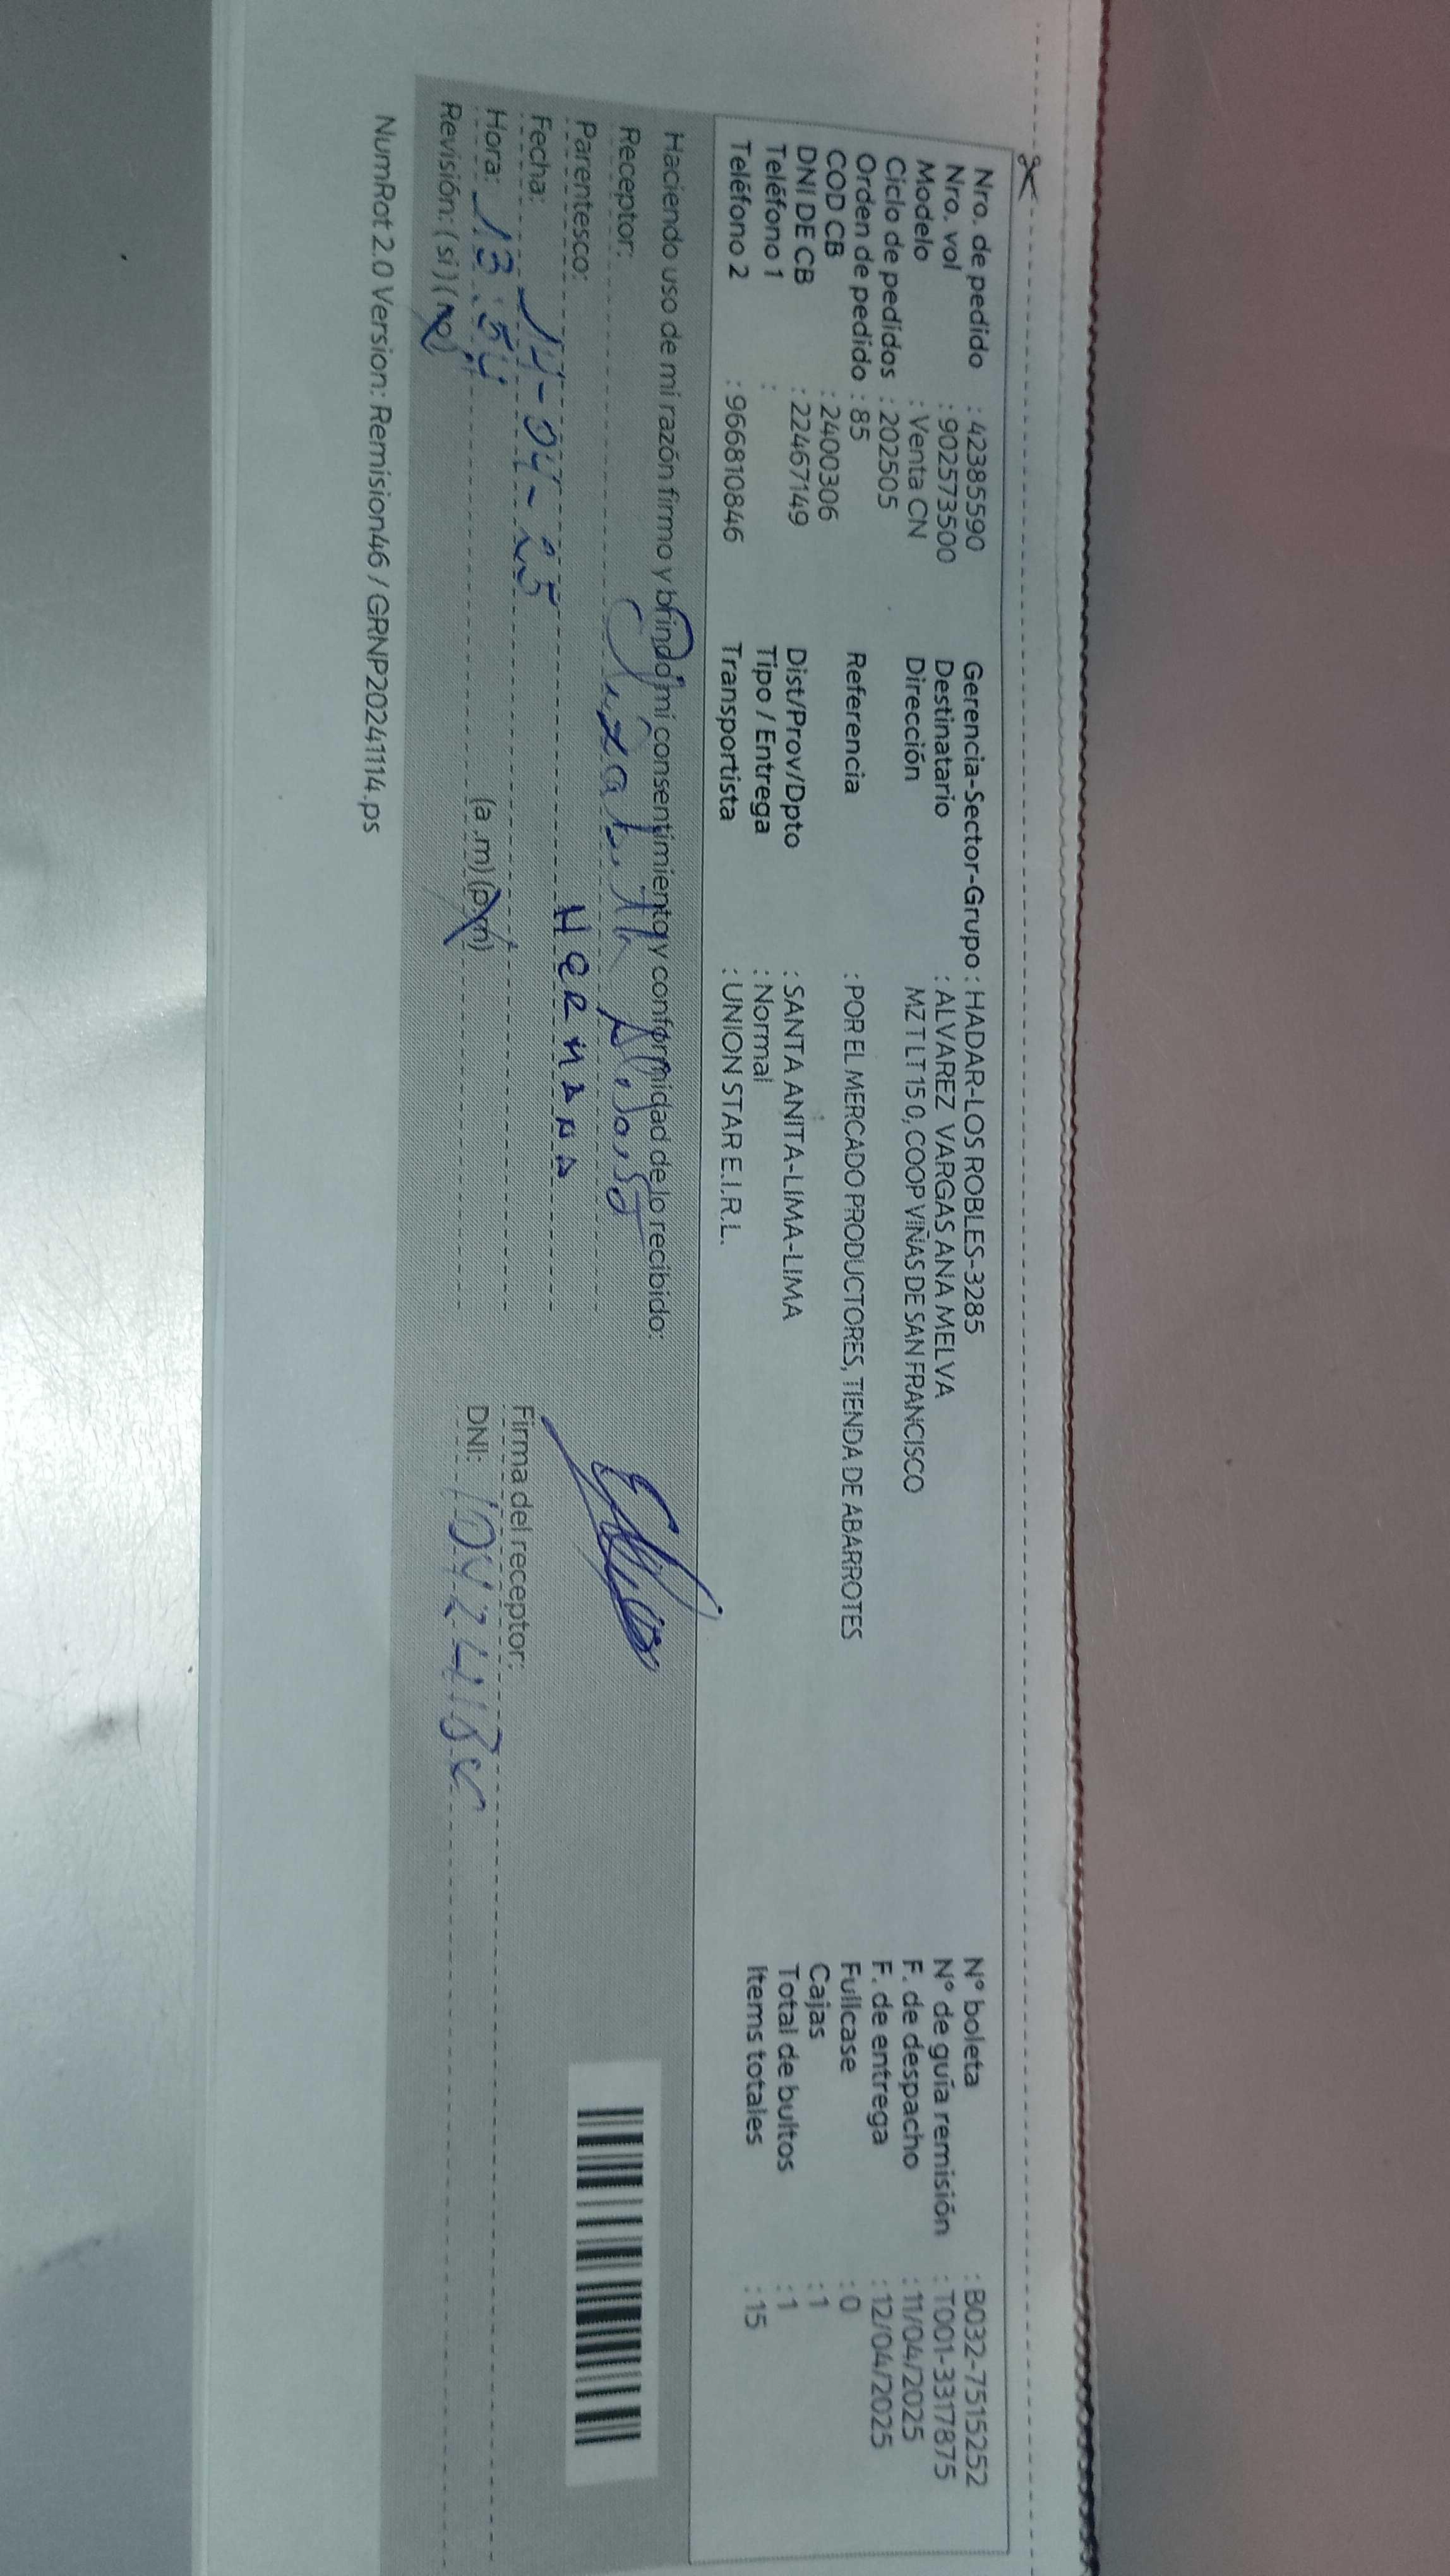 Nro. de pedido : 42385590
Nro. vol : 902573500
Modelo : Venta CN
Ciclo de pedidos : 202505
Orden de pedido : 85
COD CB : 2400306
DNI DE CB : 22467149
Teléfono 1 :
Teléfono 2 : 966810846
Gerencia-Sector-Grupo : HADAR-LOS ROBLES-3285
Destinatario : ALVAREZ VARGAS ANA MELVA
Dirección MZ T LT 15 0, COOP VIÑAS DE SAN FRANCISCO
Referencia : POR EL MERCADO PRODUCTORES, TIENDA DE ABARROTES
Dist/Prov/Dpto : SANTA ANITA-LIMA-LIMA
Tipo / Entrega : Normal
Transportista : UNION STAR E.I.R.L.
N° boleta : B032-7515252
N° de guía remisión : T001-3317875
F. de despacho : 11/04/2025
F. de entrega : 12/04/2025
Fullcase : 0
Cajas : 1
Total de bultos : 1
Items totales : 15
Haciendo uso de mi razón firmo y brindo mi consentimiento y conformidad de lo recibido:
Receptor:
Parentesco: HERMANA
Fecha: 14-04-25
Hora: 13:54 (a.m) (p.m)
Revisión: (si) (no)
Firma del receptor:
DNI:
NumRot 2.0 Version: Remision46 / GRNP20241114.ps